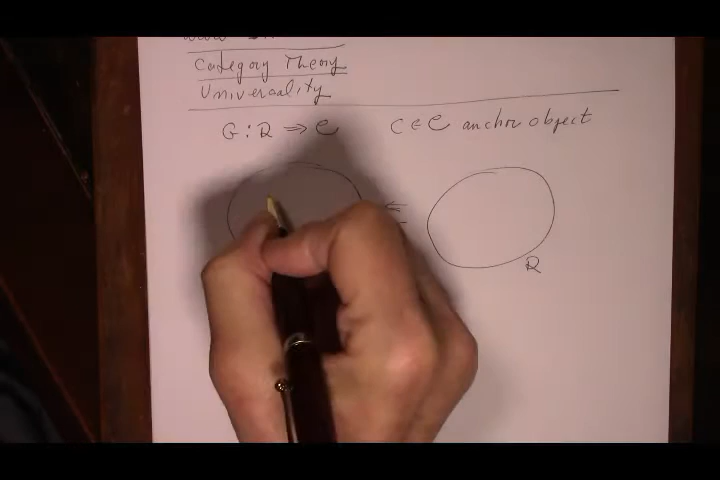 Category Theory
Universality
G : D ⇒ C C ∈ C anchor object
D